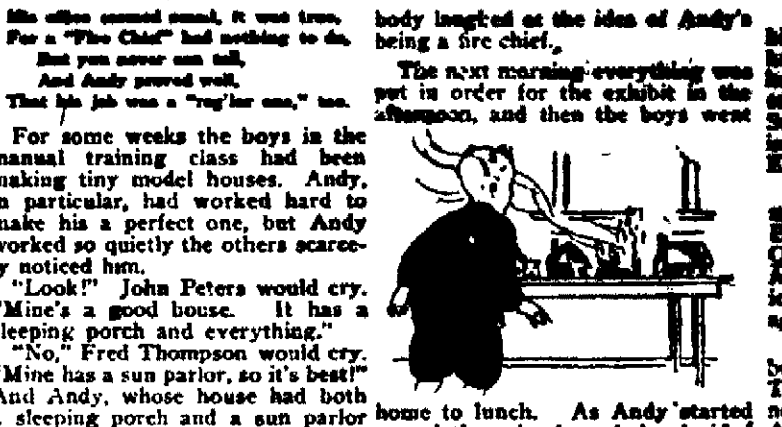 His office seemed small, it was true,
For a "Fire Chief" had nothing to do,
But you never can tell,
And Andy proved well,
That his job was a "reg'lar one," too.
For some weeks the boys in the
manual training class had been
making tiny model houses. Andy,
n particular, had worked hard to
make his a perfect one, but Andy
worked so quietly the others scarce-
y noticed him.
"Look!" John Peters would cry.
"Mine's a good house. It has a
leeping porch and everything."
"No," Fred Thompson would cry.
"Mine has a sun parlor, so it's best!"
And Andy, whose house had both
sleeping porch and a sun parlor
body laughed at the idea of Andy's
being a fire chief.
The next morning everything was
put in order for the exhibit in the
afternoon, and then the boys went
home to lunch. As Andy started